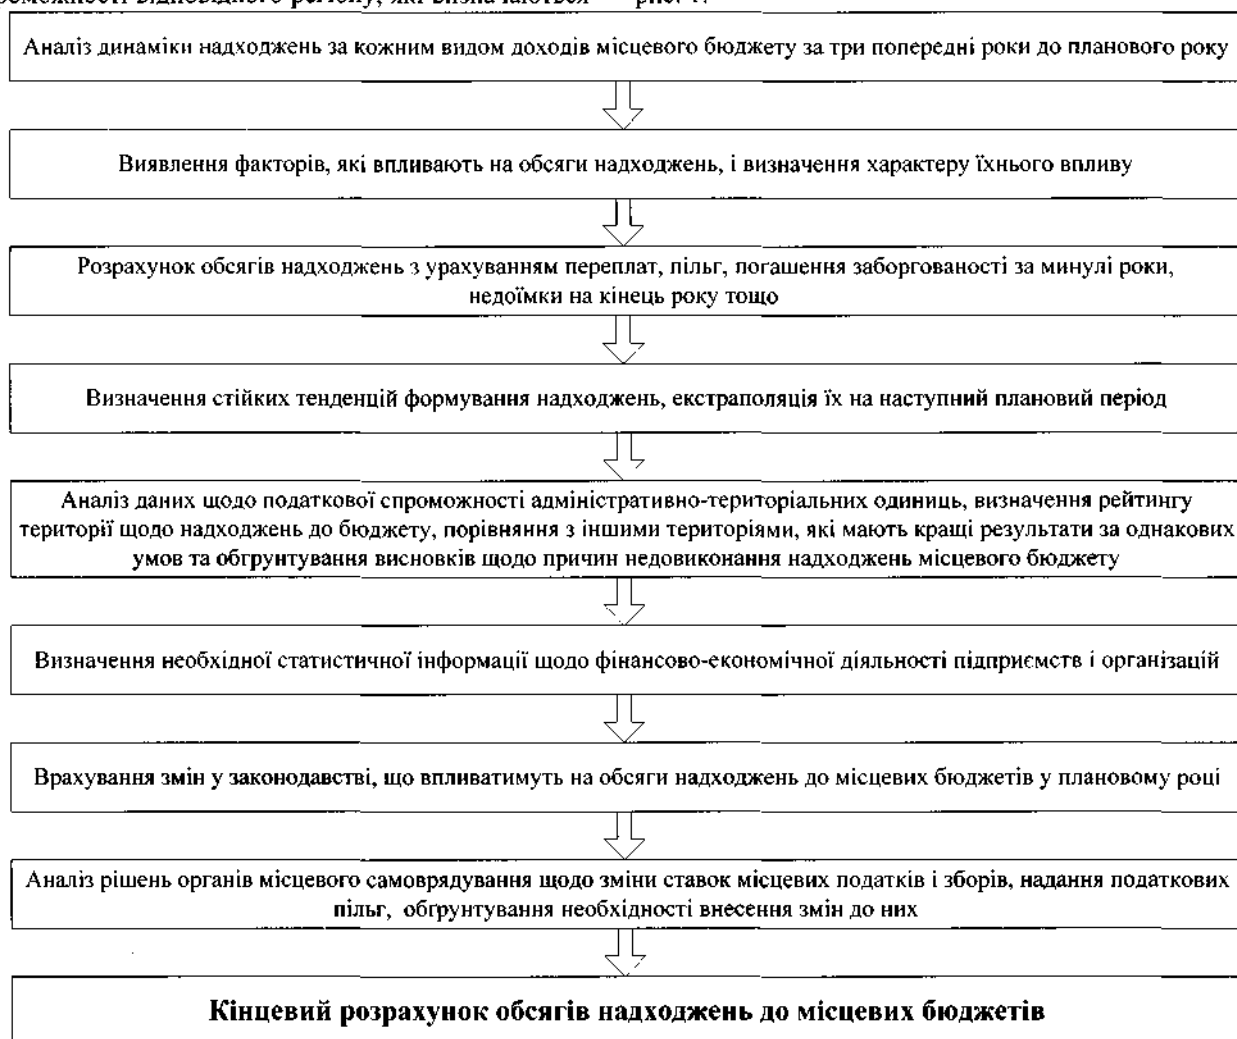 відповідного регіону, які визначаються
Аналіз динаміки надходжень за кожним видом доходів місцевого бюджету за три попередні роки до планового року
Виявлення факторів, які впливають на обсяги надходжень, і визначення характеру їхнього впливу
Розрахунок обсягів надходжень з урахуванням переплат, пільг, погашення заборгованості за минулі роки,
недоїмки на кінець року тощо
Визначення стійких тенденцій формування надходжень, екстраполяція їх на наступний плановий період
Аналіз даних щодо податкової спроможності адміністративно-територіальних одиниць, визначення рейтингу
території щодо надходжень до бюджету, порівняння з іншими територіями, які мають кращі результати за однакових
умов та обгрунтування висновків щодо причин недовиконання надходжень місцевого бюджету
Визначення необхідної статистичної інформації щодо фінансово-економічної діяльності підприємств і організацій
Врахування змін у законодавстві, що впливатимуть на обсяги надходжень до місцевих бюджетів у плановому році
Аналіз рішень органів місцевого самоврядування щодо зміни ставок місцевих податків і зборів, надання податкових
пільг, обґрунтування необхідності внесення змін до них
Кінцевий розрахунок обсягів надходжень до місцевих бюджетів